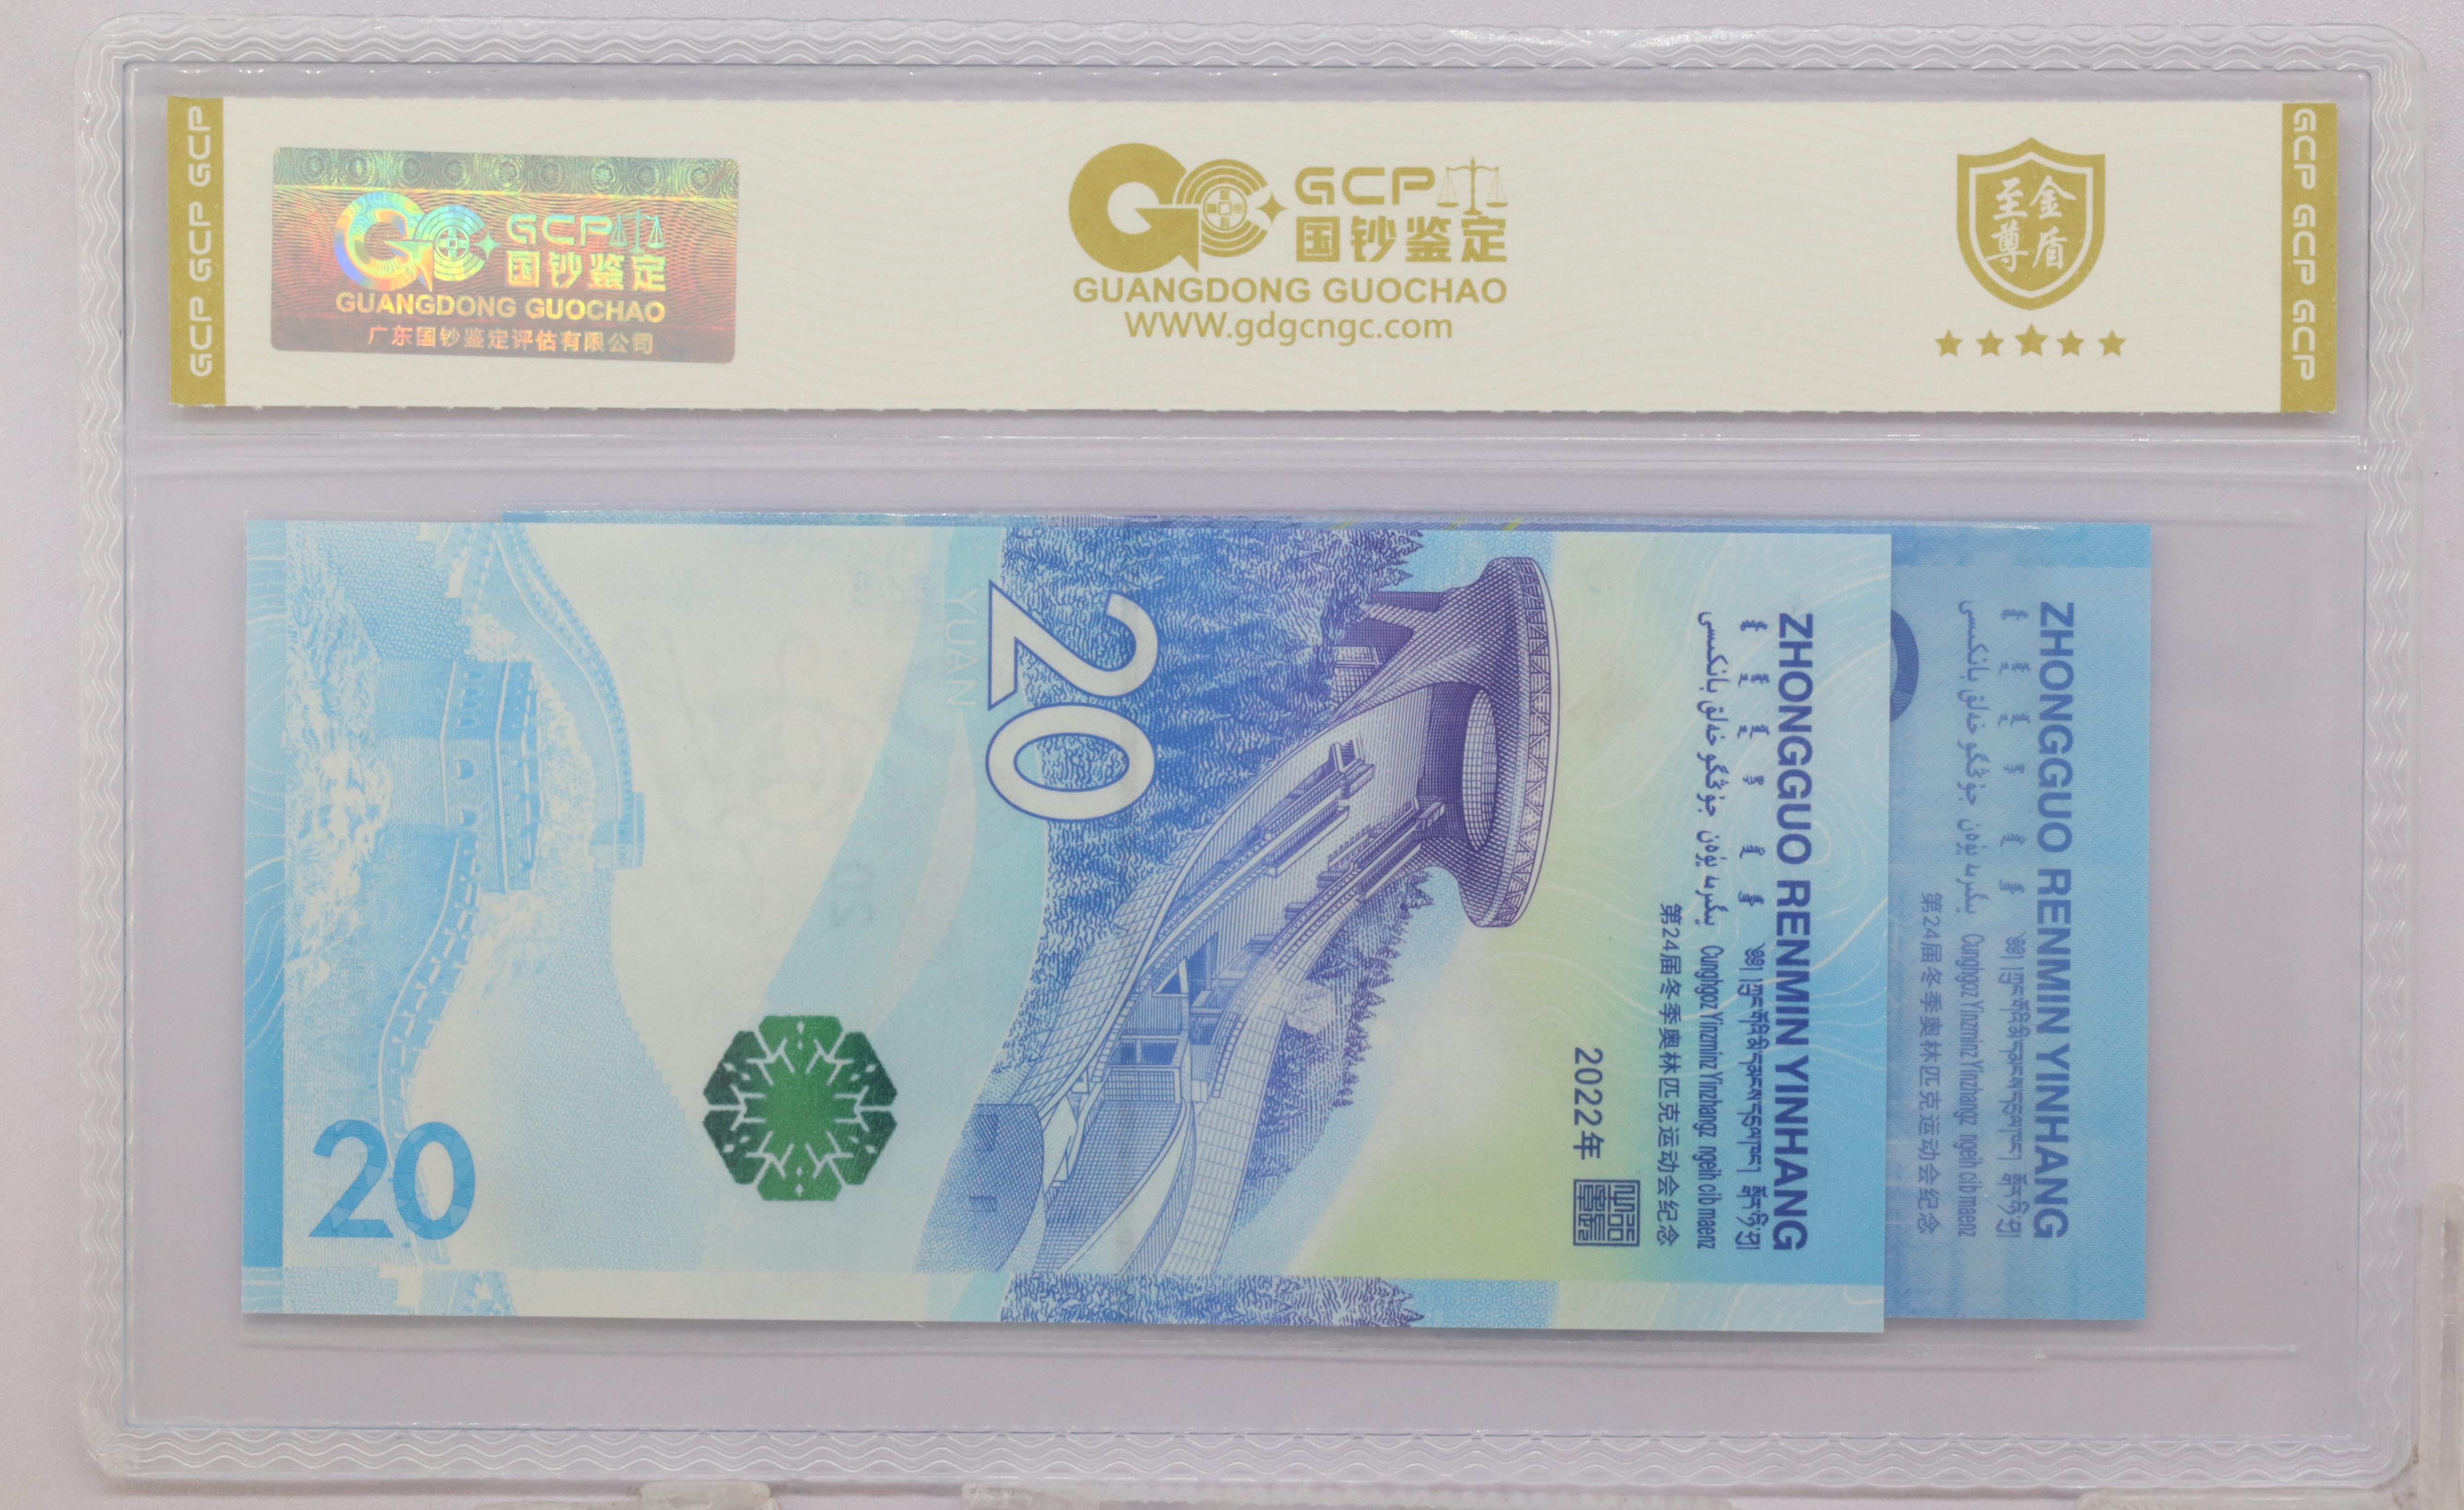 GCP GCP GCP
GCP
国钞鉴定
GUANGDONG GUOCHAO
广东国钞鉴定评估有限公司
GCP
国钞鉴定
GUANGDONG GUOCHAO
WWW.gdgcngc.com
至尊
金盾
GCP GCP GCP
ZHONGGUO RENMIN YINHANG
Cunghgoz Yinzminz Yinzhangz ngeih cib maenz
第24届冬季奥林匹克运动会纪念
2022年
20
YUAN
20
20
ZHONGGUO RENMIN YINHANG
Cunghgoz Yinzminz Yinzhangz ngeih cib maenz
第24届冬季奥林匹克运动会纪念